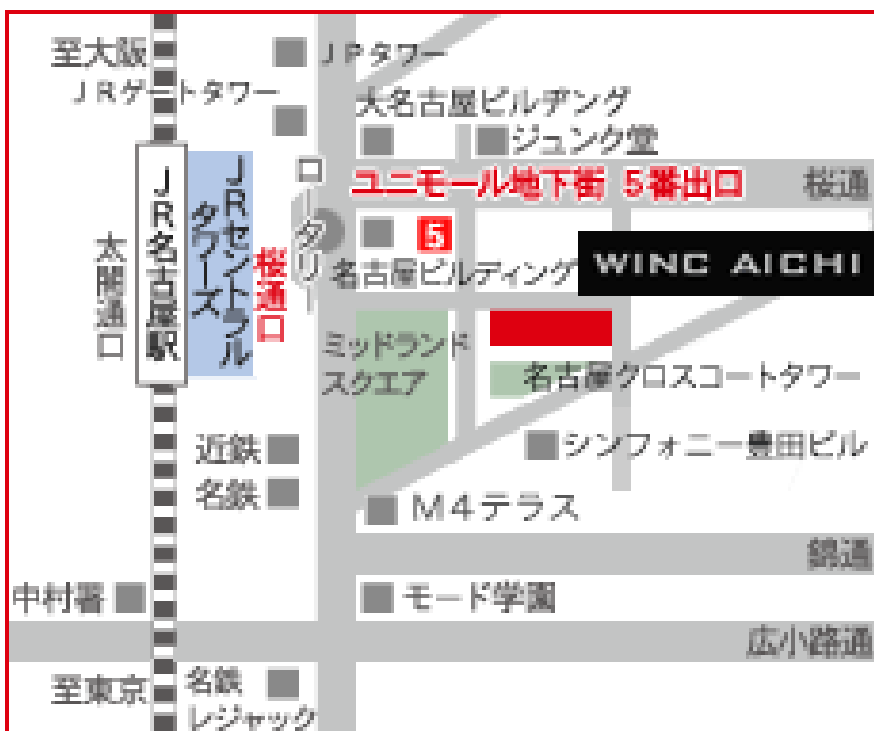 至大阪
JPタワー
JRゲートタワー
大名古屋ビルヂング
ジュンク堂
ユニモール地下街 5番出口
桜通
ロータリー
JR名古屋駅
JRセントラル
タワーズ
桜通口
太閤通口
5
名古屋ビルディング
WINC AICHI
ミッドランド
スクエア
名古屋クロスコートタワー
近鉄
シンフォニー豊田ビル
名鉄
M4テラス
錦通
中村署
モード学園
広小路通
至東京
名鉄
レジャック